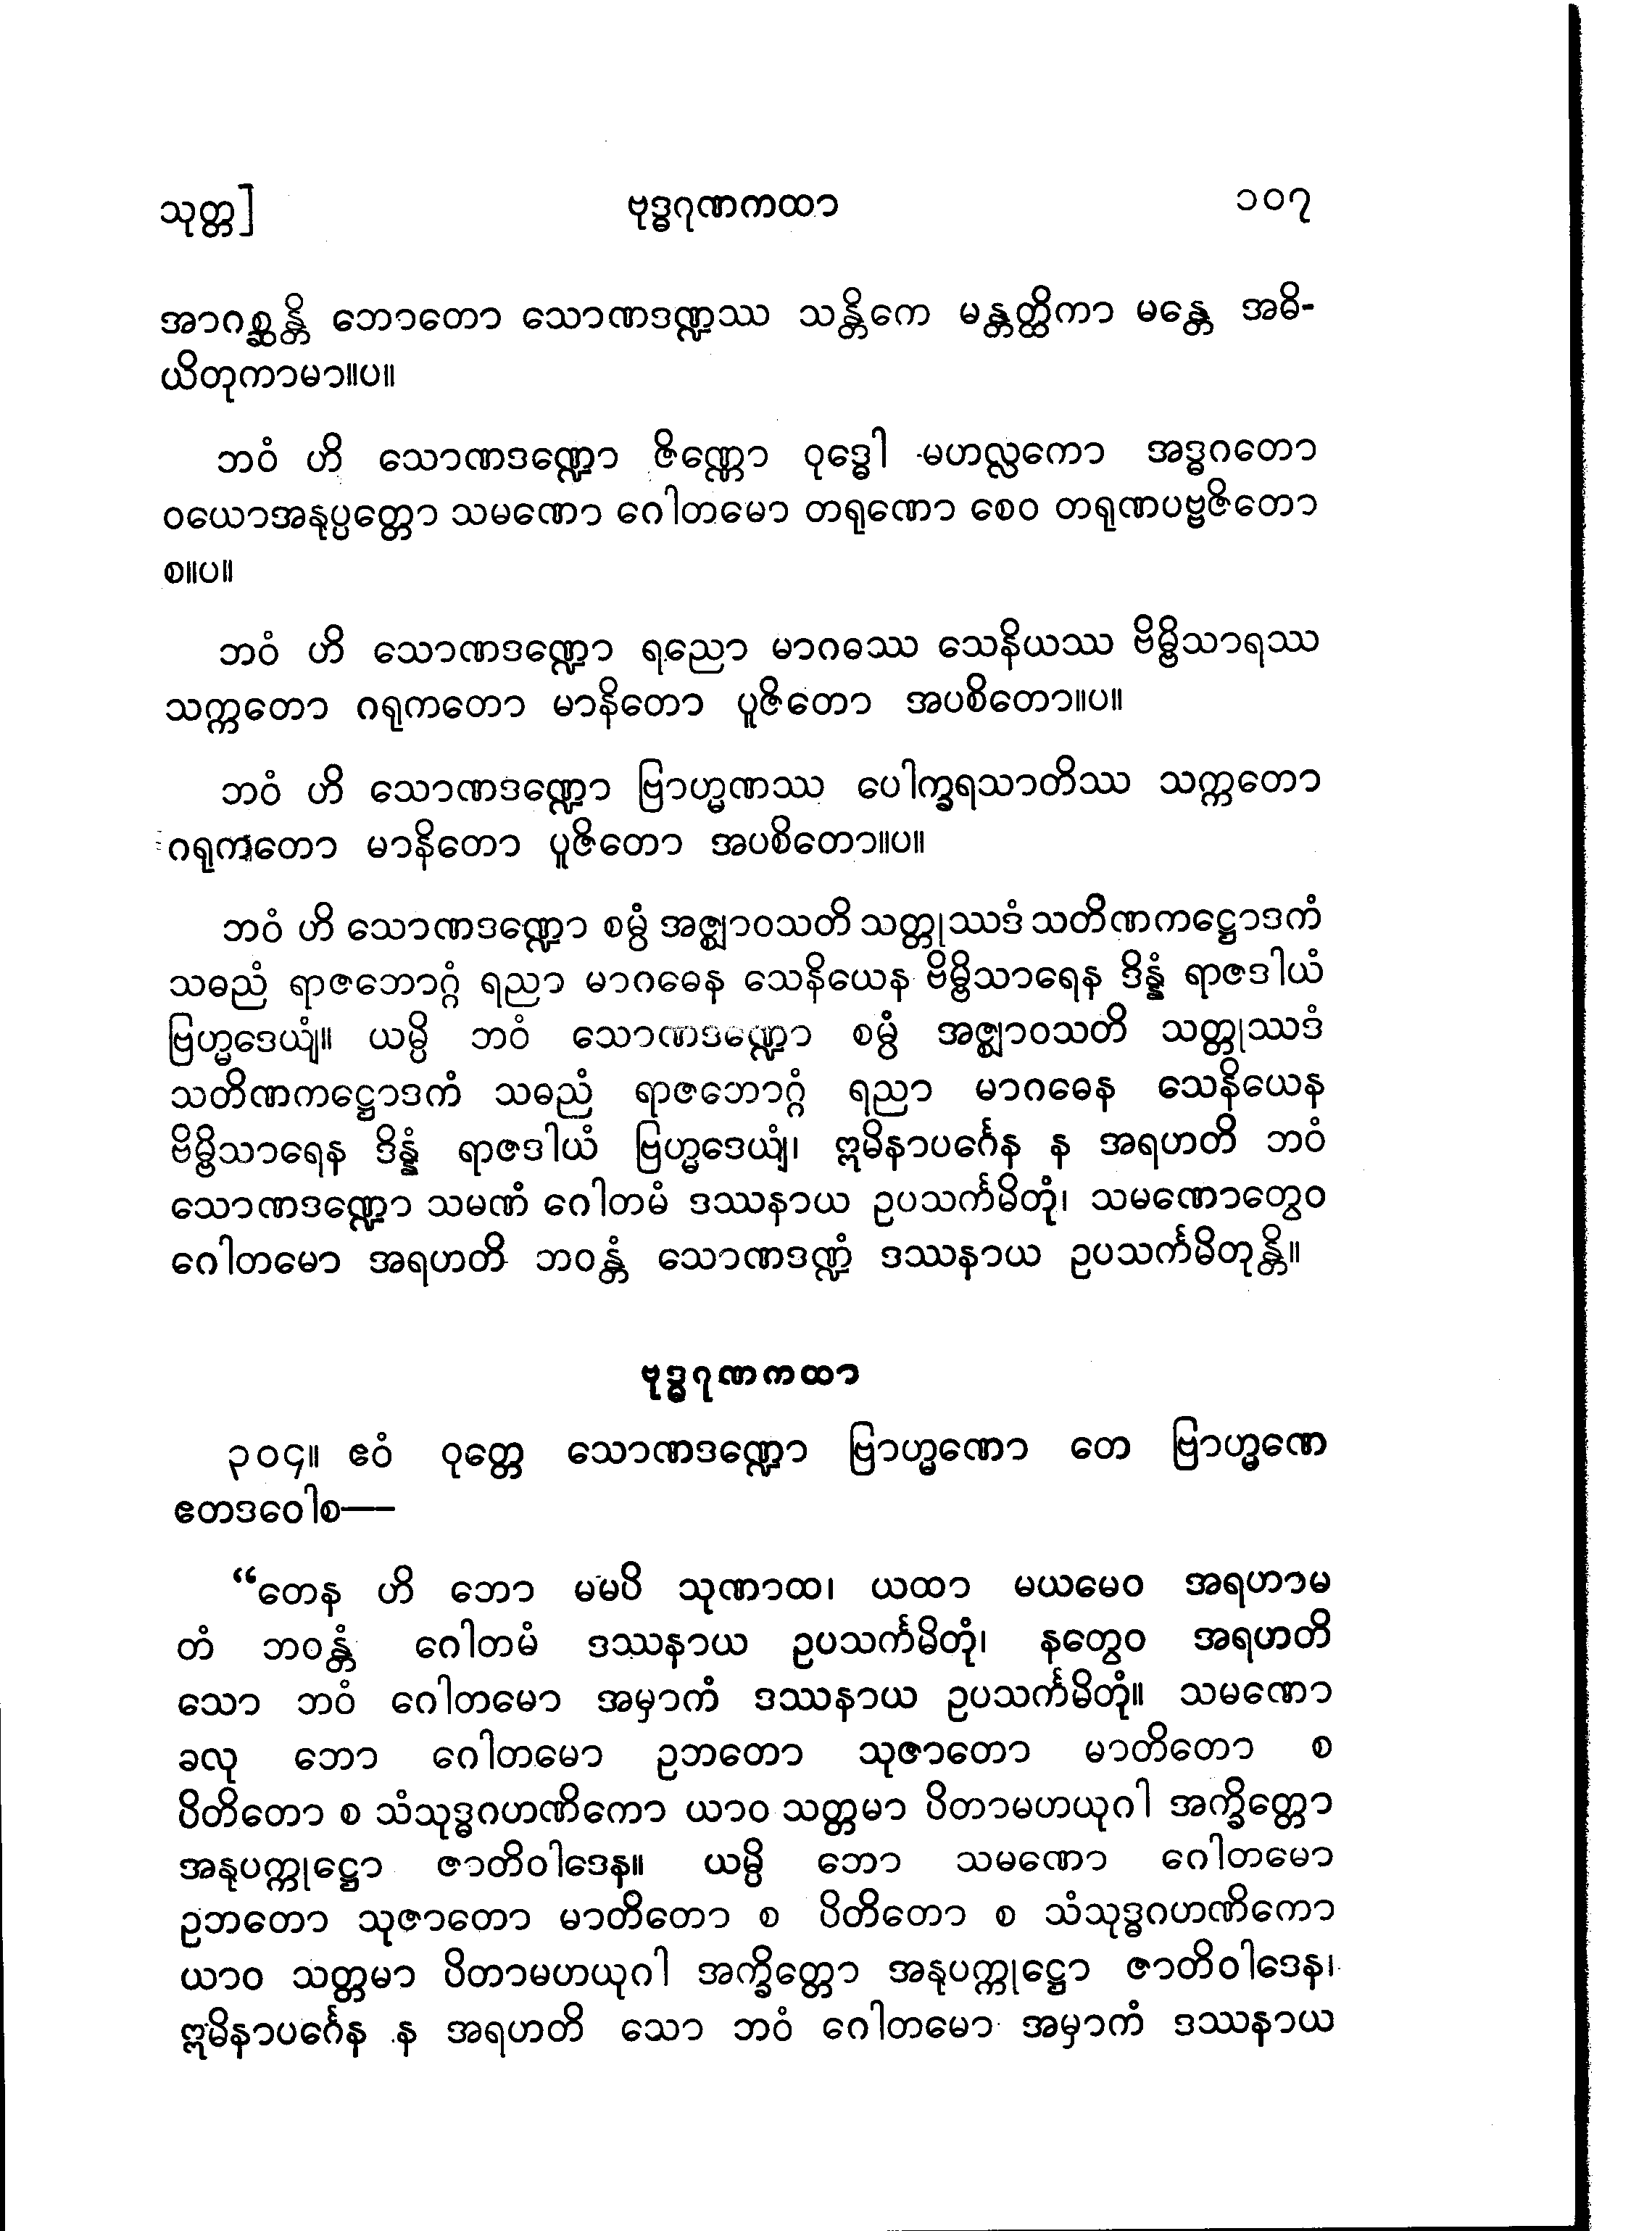 သုတ္တ]
ဗုဒ္ဓဂုဏကထာ
၁၀၇
အာဂစ္ဆန္တိ ဘောတော သောဏဒဏ္ဍဿ သန္တိကေ မန္တတ္ထိကာ မန္တေ အဓိ-
ယိတုကာမာ။ပ။
ဘဝံ ဟိ သောဏဒဏ္ဍော ဇိဏ္ဏော ဝုဒ္ဓေါ မဟလ္လကော အဒ္ဓဂတော
ဝယောအနုပ္ပတ္တော သမဏော ဂေါတမော တရုဏော စေဝ တရုဏပဗ္ဗဇိတော
စ။ပ။
ဘဝံ ဟိ သောဏဒဏ္ဍော ရညော မာဂဓဿ သေနိယဿ ဗိမ္ဗိသာရဿ
သက္ကတော ဂရုကတော မာနိတော ပူဇိတော အပစိတော။ပ။
ဘဝံ ဟိ သောဏဒဏ္ဍော ဗြာဟ္မဏဿ ပေါက္ခရသာတိဿ သက္ကတော
ဂရုကတော မာနိတော ပူဇိတော အပစိတော။ပ။
ဘဝံ ဟိ သောဏဒဏ္ဍော စမ္ပံ အဇ္ဈာဝသတိ သတ္တုဿဒံ သတိဏကဋ္ဌောဒကံ
သဓညံ ရာဇဘောဂ္ဂံ ရညာ မာဂဓေန သေနိယေန ဗိမ္ဗိသာရေန ဒိန္နံ ရာဇဒါယံ
ဗြဟ္မဒေယျံ။ ယမ္ပိ ဘဝံ သောဏဒဏ္ဍော စမ္ပံ အဇ္ဈာဝသတိ သတ္တုဿဒံ
သတိဏကဋ္ဌောဒကံ သဓညံ ရာဇဘောဂ္ဂံ ရညာ မာဂဓေန သေနိယေန
ဗိမ္ဗိသာရေန ဒိန္နံ ရာဇဒါယံ ဗြဟ္မဒေယျံ၊ ဣမိနာပင်္ဂေန န အရဟတိ ဘဝံ
သောဏဒဏ္ဍော သမဏံ ဂေါတမံ ဒဿနာယ ဥပသင်္ကမိတုံ၊ သမဏောတွေဝ
ဂေါတမော အရဟတိ ဘဝန္တံ သောဏဒဏ္ဍံ ဒဿနာယ ဥပသင်္ကမိတုန္တိ။
ဗုဒ္ဓဂုဏကထာ
၃၀၄။ ဧဝံ ဝုတ္တေ သောဏဒဏ္ဍော ဗြာဟ္မဏော တေ ဗြာဟ္မဏေ
ဧတဒဝေါစ—
“တေန ဟိ ဘော မမပိ သုဏာထ၊ ယထာ မယမေဝ အရဟာမ
တံ ဘဝန္တံ ဂေါတမံ ဒဿနာယ ဥပသင်္ကမိတုံ၊ နတွေဝ အရဟတိ
သော ဘဝံ ဂေါတမော အမှာကံ ဒဿနာယ ဥပသင်္ကမိတုံ။ သမဏော
ခလု ဘော ဂေါတမော ဥဘတော သုဇာတော မာတိတော စ
ပိတိတော စ သံသုဒ္ဓဂဟဏိကော ယာဝ သတ္တမာ ပိတာမဟယုဂါ အက္ခိတ္တော
အနုပက္ကုဋ္ဌော ဇာတိဝါဒေန။ ယမ္ပိ ဘော သမဏော ဂေါတမော
ဥဘတော သုဇာတော မာတိတော စ ပိတိတော စ သံသုဒ္ဓဂဟဏိကော
ယာဝ သတ္တမာ ပိတာမဟယုဂါ အက္ခိတ္တော အနုပက္ကုဋ္ဌော ဇာတိဝါဒေန၊
ဣမိနာပင်္ဂေန န အရဟတိ သော ဘဝံ ဂေါတမော အမှာကံ ဒဿနာယ